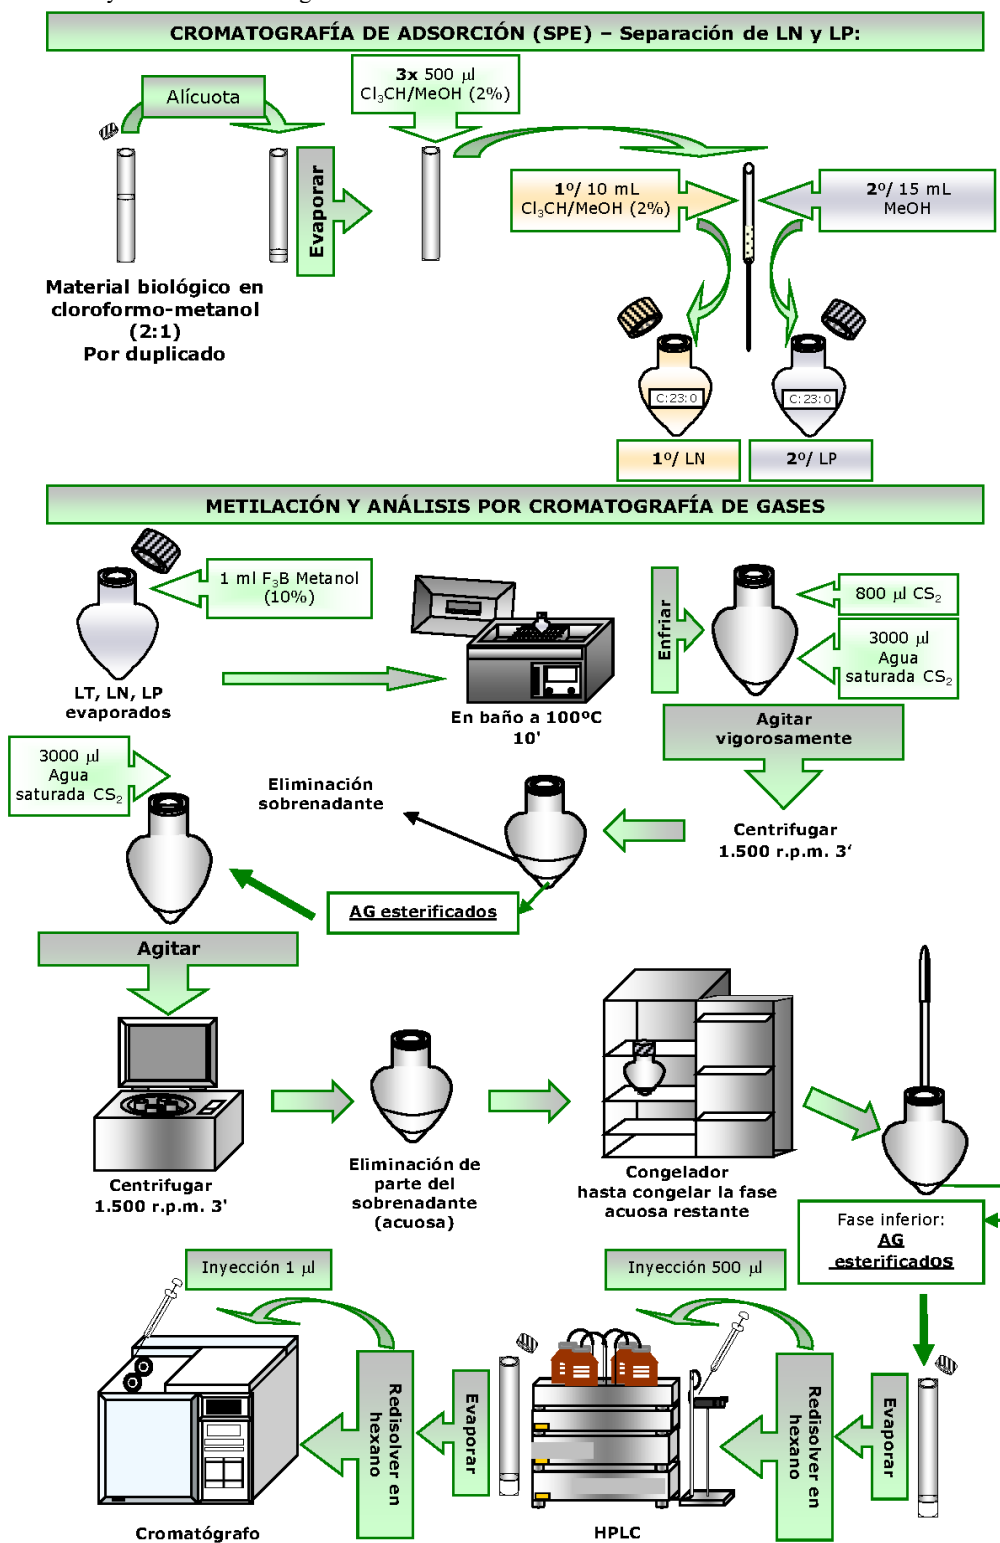 CROMATOGRAFÍA DE ADSORCIÓN (SPE) – Separación de LN y LP:
Alícuota
3x 500 µl
Cl₃CH/MeOH (2%)
Evaporar
1º/ 10 mL
Cl₃CH/MeOH (2%)
2º/ 15 mL
MeOH
Material biológico en
cloroformo-metanol
(2:1)
Por duplicado
C:23:0
C:23:0
1º/ LN
2º/ LP
METILACIÓN Y ANÁLISIS POR CROMATOGRAFÍA DE GASES
1 ml F₃B Metanol
(10%)
LT, LN, LP
evaporados
En baño a 100ºC
10'
Enfriar
800 µl CS₂
3000 µl
Agua
saturada CS₂
Agitar
vigorosamente
Centrifugar
1.500 r.p.m. 3‘
Eliminación
sobrenadante
AG esterificados
3000 µl
Agua
saturada CS₂
Agitar
Centrifugar
1.500 r.p.m. 3'
Eliminación de
parte del
sobrenadante
(acuosa)
Congelador
hasta congelar la fase
acuosa restante
Fase inferior:
AG
esterificados
Evaporar
Redisolver en
hexano
Inyección 500 µl
HPLC
Evaporar
Redisolver en
hexano
Inyección 1 µl
Cromatógrafo